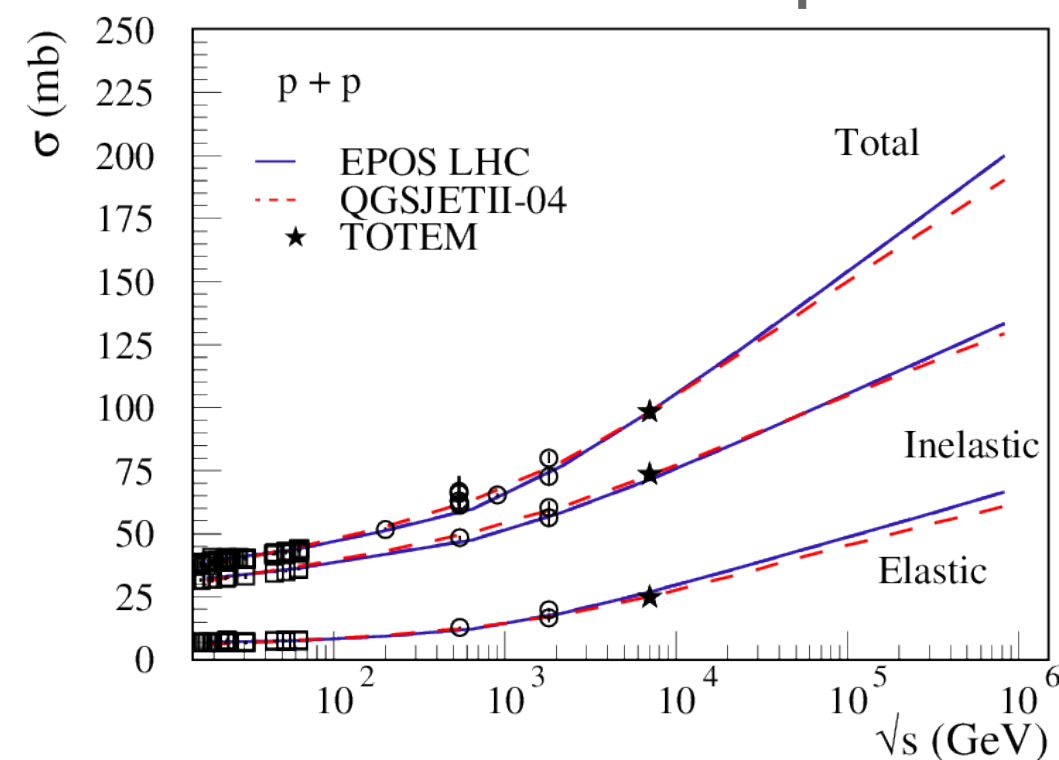 250
225
200
175
150
125
100
75
50
25
0
σ (mb)
p + p
EPOS LHC
QGSJETII-04
TOTEM
Total
Inelastic
Elastic
10 2
10 3
10 4
10 5
10 6
√s (GeV)